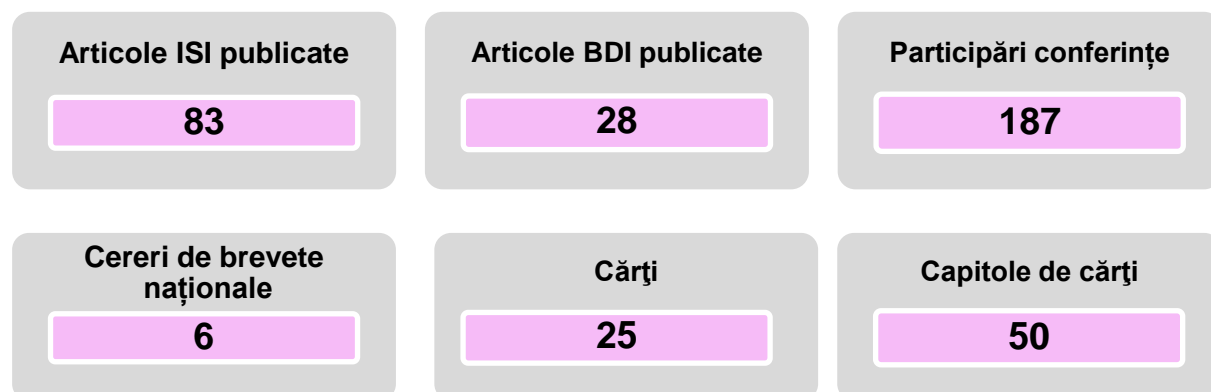 Articole ISI publicate
83
Articole BDI publicate
28
Participări conferințe
187
Cereri de brevete
naționale
6
Cărţi
25
Capitole de cărţi
50